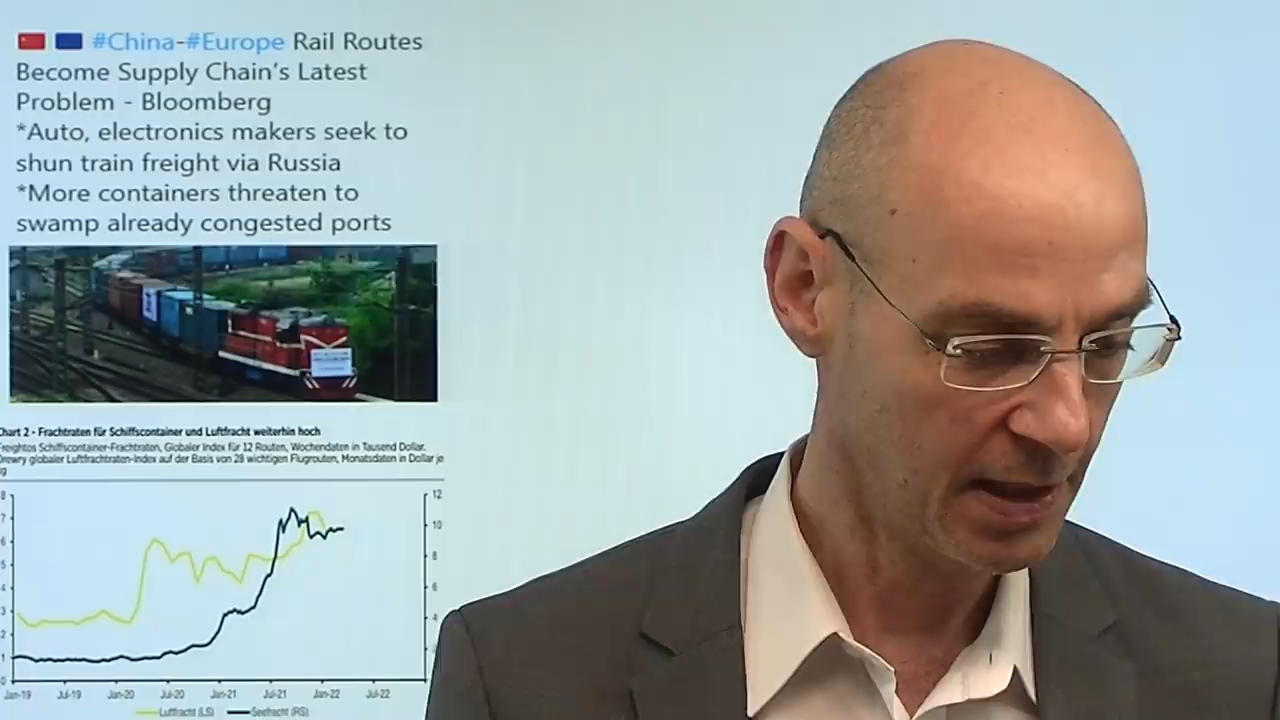 #China-#Europe Rail Routes
Become Supply Chain's Latest
Problem - Bloomberg
*Auto, electronics makers seek to
shun train freight via Russia
*More containers threaten to
swamp already congested ports
Chart 2 - Frachtraten für Schiffscontainer und Luftfracht weiterhin hoch
Freightos Schiffscontainer-Frachtraten, Globaler Index für 12 Routen, Wochendaten in Tausend Dollar.
Drewry globaler Luftfrachtraten-Index auf der Basis von 28 wichtigen Flugrouten, Monatsdaten in Dollar je
kg
8 12
7 10
6 8
5
4 6
3 4
2
1
0
Jan-19 Jul-19 Jan-20 Jul-20 Jan-21 Jul-21 Jan-22 Jul-22
Luftfracht (LS) Seefracht (RS)